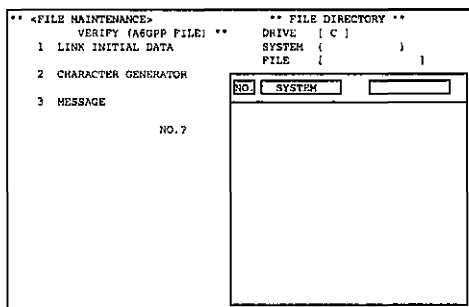 ** <FILE MAINTENANCE>
VERIFY (A6GPP FILE) **
1 LINK INITIAL DATA
2 CHARACTER GENERATOR
3 MESSAGE
NO.?
** FILE DIRECTORY **
DRIVE [ C ]
SYSTEM [ ]
FILE [ ]
NO. SYSTEM